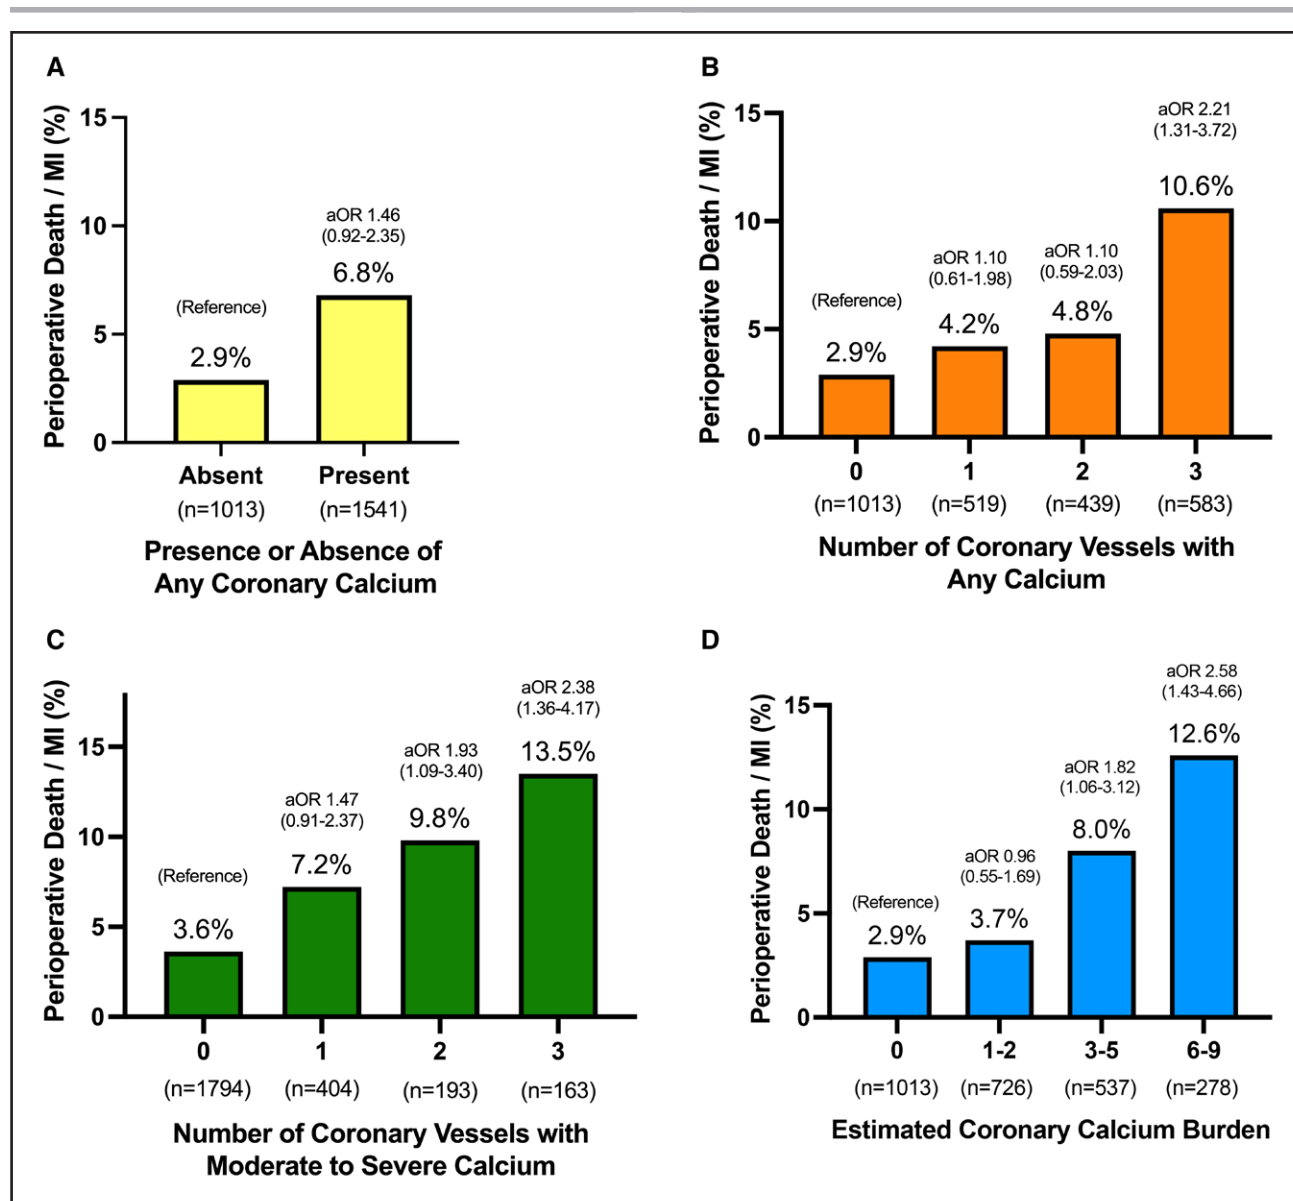 A
Perioperative Death / MI (%)
15
10
5
0
(Reference)
2.9%
aOR 1.46
(0.92-2.35)
6.8%
Absent
Present
(n=1013)
(n=1541)
Presence or Absence of
Any Coronary Calcium
B
Perioperative Death / MI (%)
15
10
5
0
(Reference)
2.9%
aOR 1.10
(0.61-1.98)
4.2%
aOR 1.10
(0.59-2.03)
4.8%
aOR 2.21
(1.31-3.72)
10.6%
0
1
2
3
(n=1013)
(n=519)
(n=439)
(n=583)
Number of Coronary Vessels with
Any Calcium
C
Perioperative Death / MI (%)
15
10
5
0
(Reference)
3.6%
aOR 1.47
(0.91-2.37)
7.2%
aOR 1.93
(1.09-3.40)
9.8%
aOR 2.38
(1.36-4.17)
13.5%
0
1
2
3
(n=1794)
(n=404)
(n=193)
(n=163)
Number of Coronary Vessels with
Moderate to Severe Calcium
D
Perioperative Death / MI (%)
15
10
5
0
(Reference)
2.9%
aOR 0.96
(0.55-1.69)
3.7%
aOR 1.82
(1.06-3.12)
8.0%
aOR 2.58
(1.43-4.66)
12.6%
0
1-2
3-5
6-9
(n=1013)
(n=726)
(n=537)
(n=278)
Estimated Coronary Calcium Burden